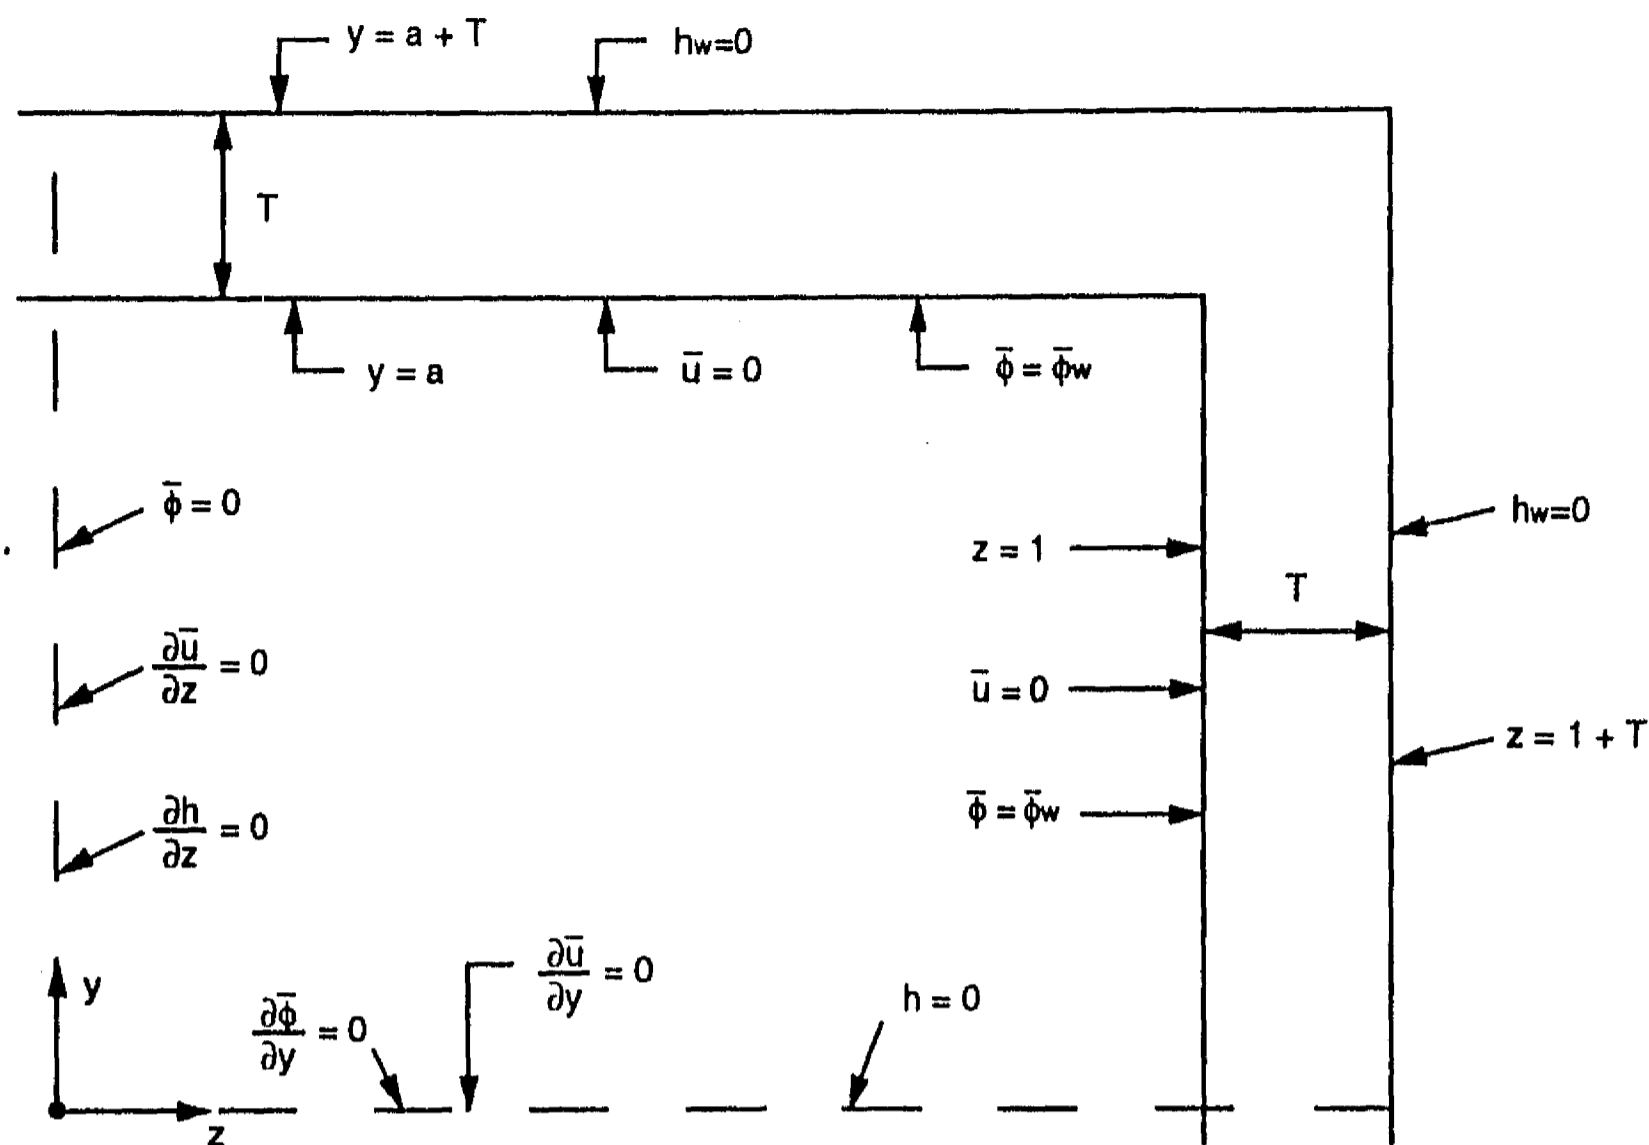 y = a + T
hw=0
T
y = a
u̅ = 0
ϕ̅ = ϕ̅w
ϕ̅ = 0
z = 1
hw=0
T
∂u̅/∂z = 0
u̅ = 0
z = 1 + T
∂h/∂z = 0
ϕ̅ = ϕ̅w
y
∂ϕ̅/∂y = 0
∂u̅/∂y = 0
h = 0
z